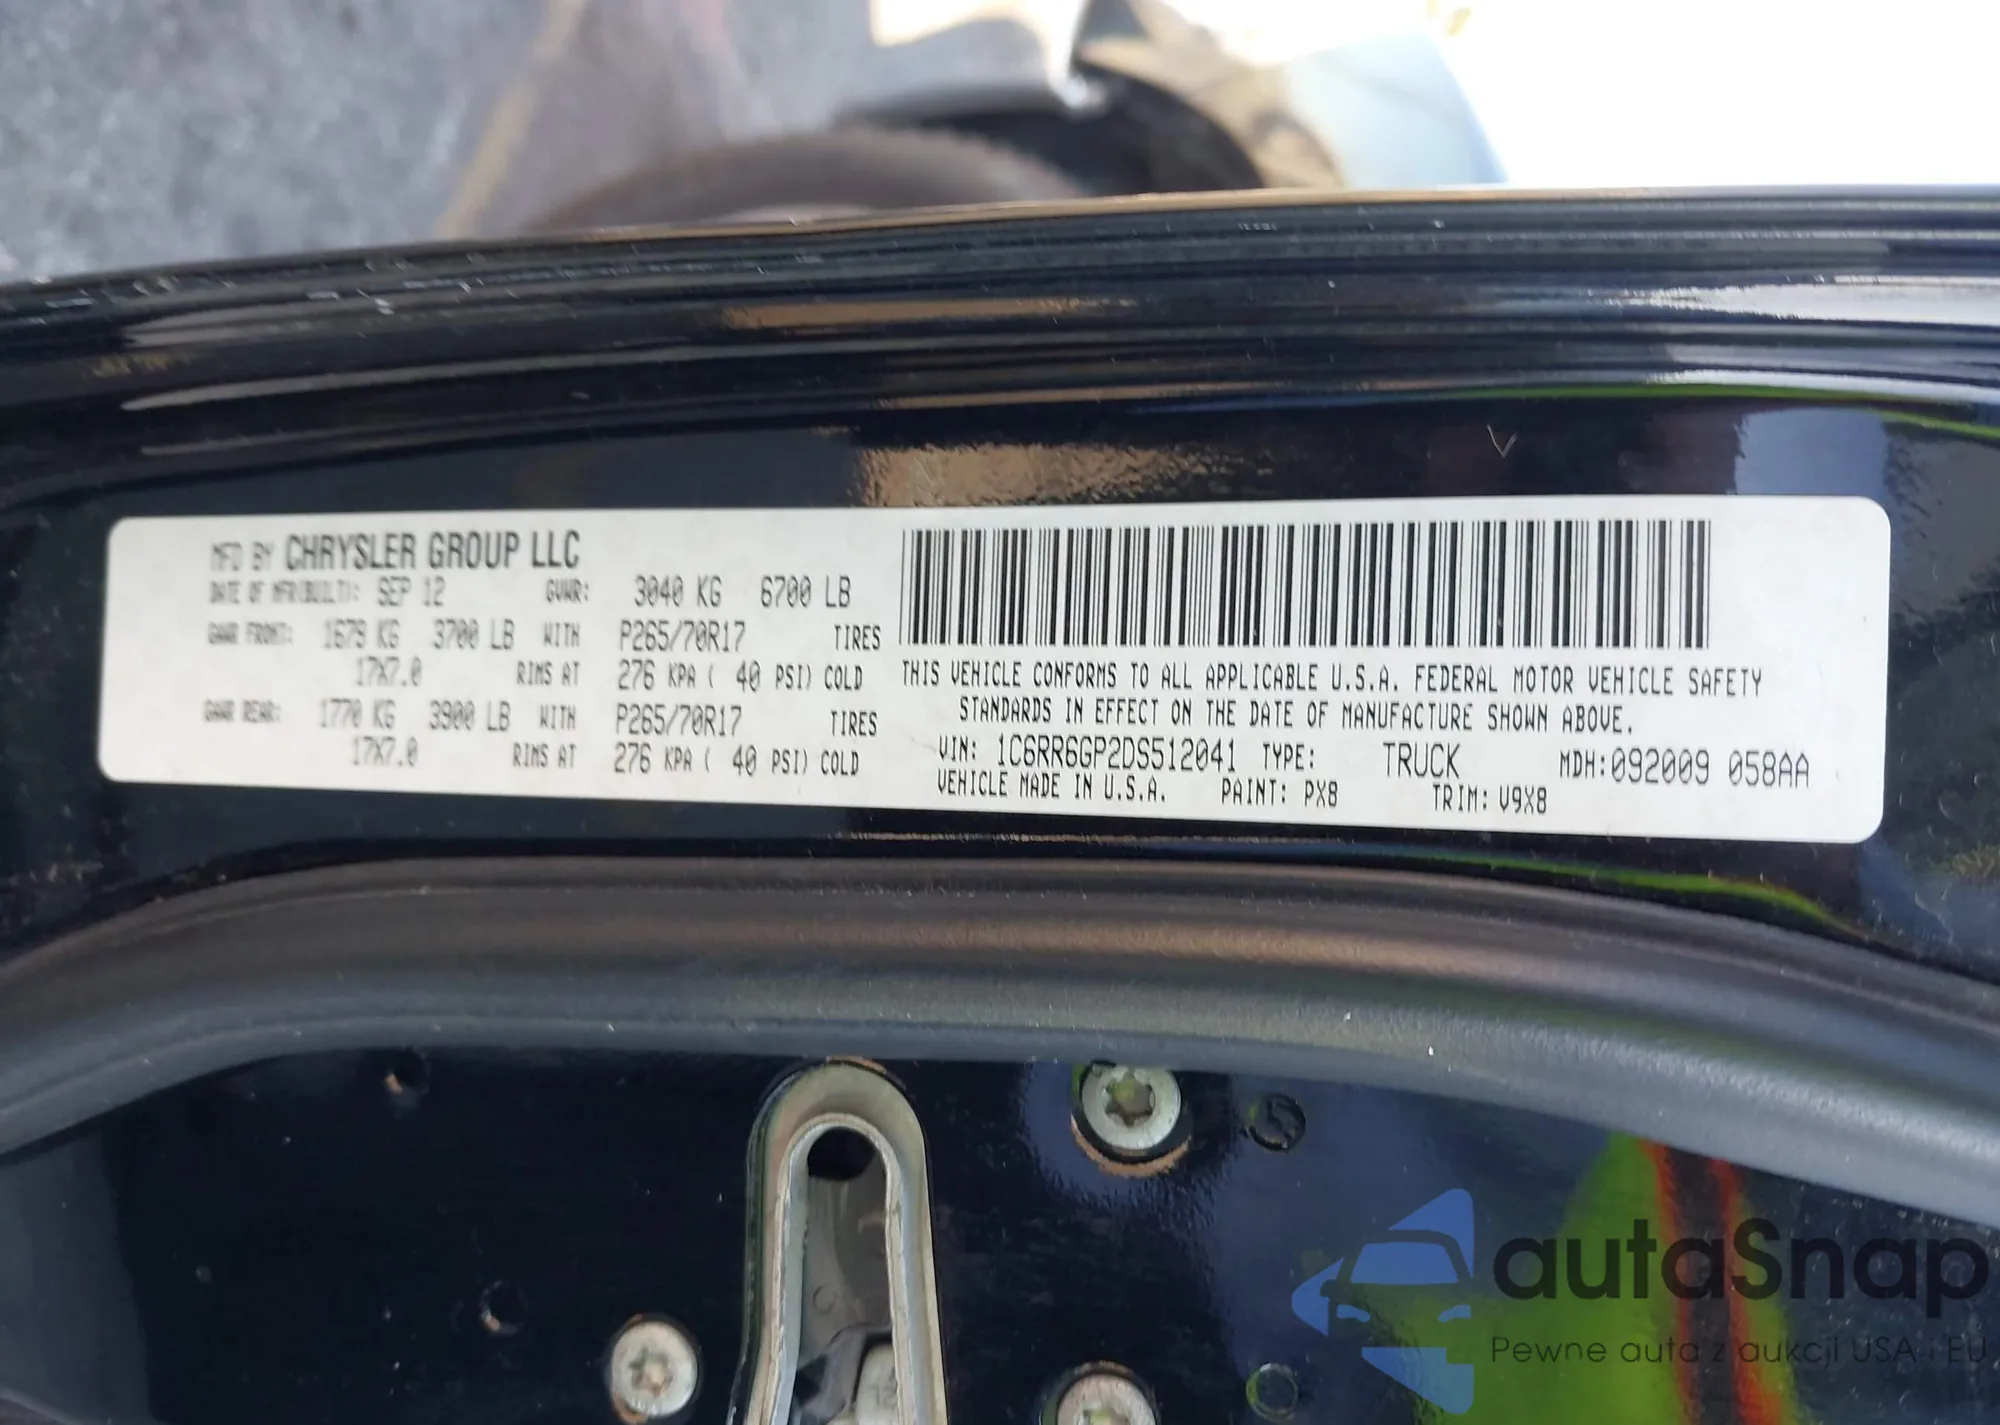 MFD BY CHRYSLER GROUP LLC
DATE OF MFR(BUILT): SEP 12 GVWR: 3040 KG 6700 LB
GAWR FRONT: 1679 KG 3700 LB WITH P265/70R17 TIRES
17X7.0 RIMS AT 276 KPA ( 40 PSI) COLD
GAWR REAR: 1770 KG 3900 LB WITH P265/70R17 TIRES
17X7.0 RIMS AT 276 KPA ( 40 PSI) COLD
THIS VEHICLE CONFORMS TO ALL APPLICABLE U.S.A. FEDERAL MOTOR VEHICLE SAFETY
STANDARDS IN EFFECT ON THE DATE OF MANUFACTURE SHOWN ABOVE.
VIN: 1C6RR6GP2DS512041 TYPE: TRUCK MDH:092009 058AA
VEHICLE MADE IN U.S.A. PAINT: PX8 TRIM: V9X8
autaSnap
Pewne auta z aukcji USA i EU